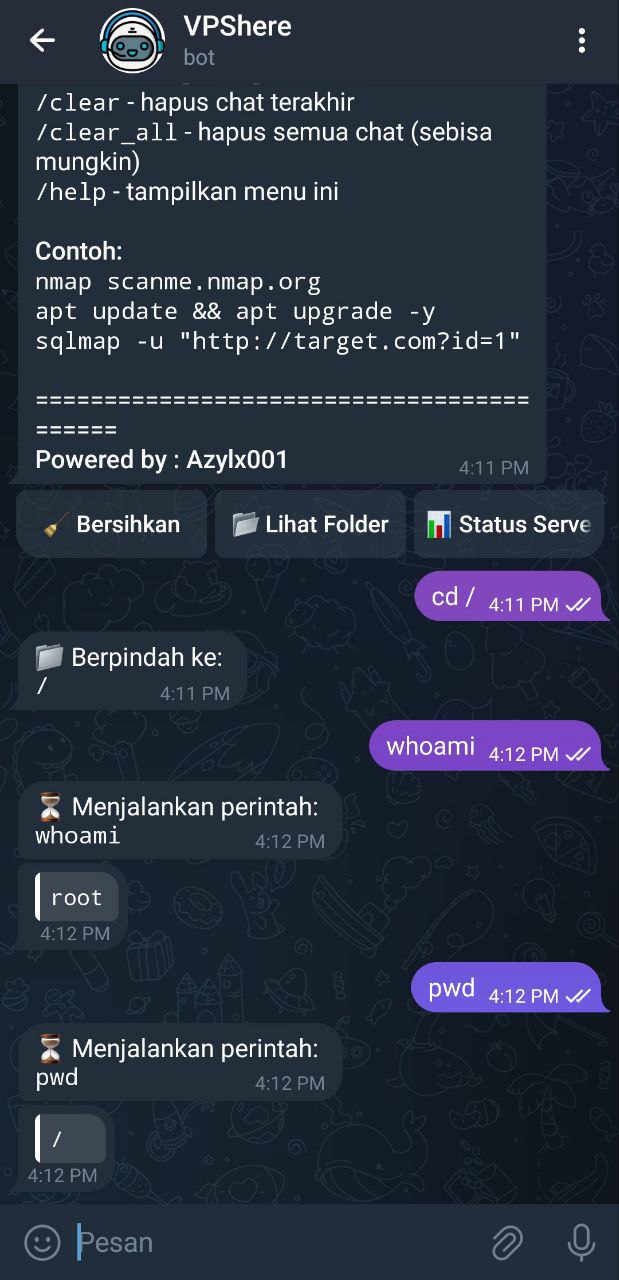 VPShere
bot
/clear - hapus chat terakhir
/clear_all - hapus semua chat (sebisa
mungkin)
/help - tampilkan menu ini
Contoh:
nmap scanme.nmap.org
apt update && apt upgrade -y
sqlmap -u "http://target.com?id=1"
====================================
======
Powered by : Azylx001
4:11 PM
Bersihkan
Lihat Folder
Status Serve
cd / 4:11 PM
Berpindah ke:
/ 4:11 PM
whoami 4:12 PM
Menjalankan perintah:
whoami 4:12 PM
root
4:12 PM
pwd 4:12 PM
Menjalankan perintah:
pwd 4:12 PM
/
4:12 PM
Pesan